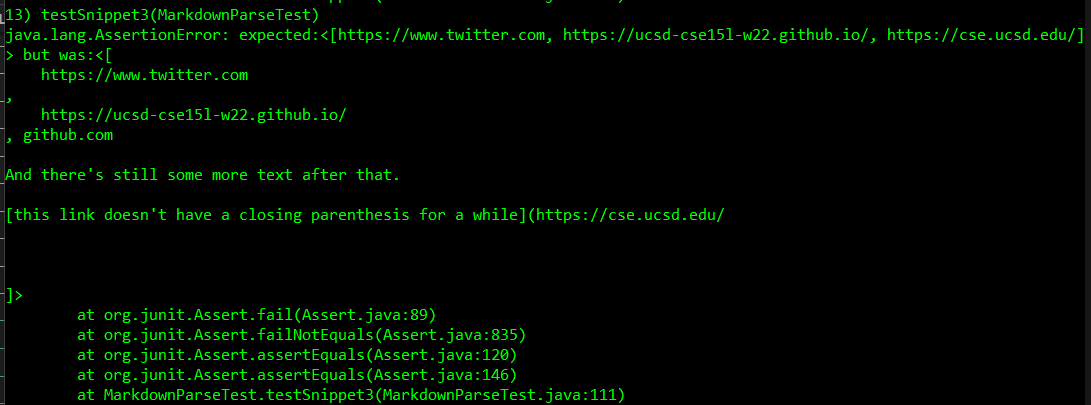 13) testSnippet3(MarkdownParseTest)
java.lang.AssertionError: expected:<[https://www.twitter.com, https://ucsd-cse15l-w22.github.io/, https://cse.ucsd.edu/]
> but was:<[
    https://www.twitter.com
,
    https://ucsd-cse15l-w22.github.io/
, github.com
And there's still some more text after that.
[this link doesn't have a closing parenthesis for a while](https://cse.ucsd.edu/
]>
        at org.junit.Assert.fail(Assert.java:89)
        at org.junit.Assert.failNotEquals(Assert.java:835)
        at org.junit.Assert.assertEquals(Assert.java:120)
        at org.junit.Assert.assertEquals(Assert.java:146)
        at MarkdownParseTest.testSnippet3(MarkdownParseTest.java:111)